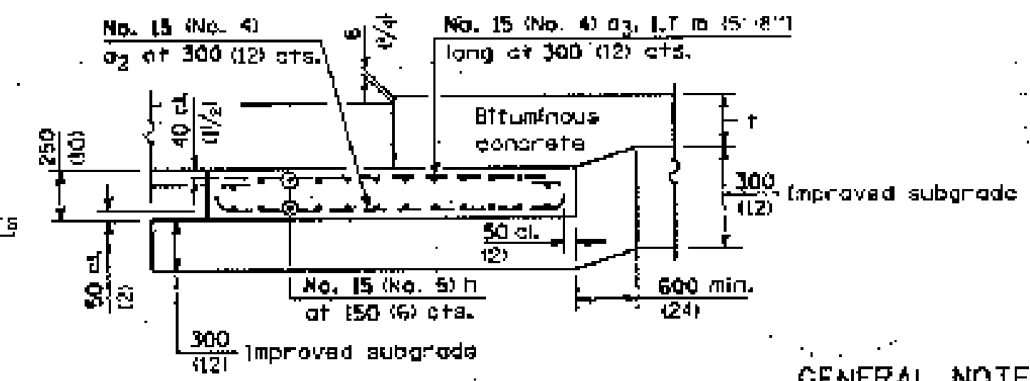 No. 15 (No. 4)
a2 at 300 (12) cts.
6
(1/4)
No. 15 (No. 4) a3, 1.7 m (5'-8")
long at 300 (12) cts.
40 cl.
(1 1/2)
Bituminous
concrete
t
250
(10)
300
(12)
Improved subgrade
50 cl.
(2)
50 cl.
(2)
No. 15 (No. 5) h
at 150 (6) cts.
600 min.
(24)
300
(12)
Improved subgrade
GENERAL NOTE